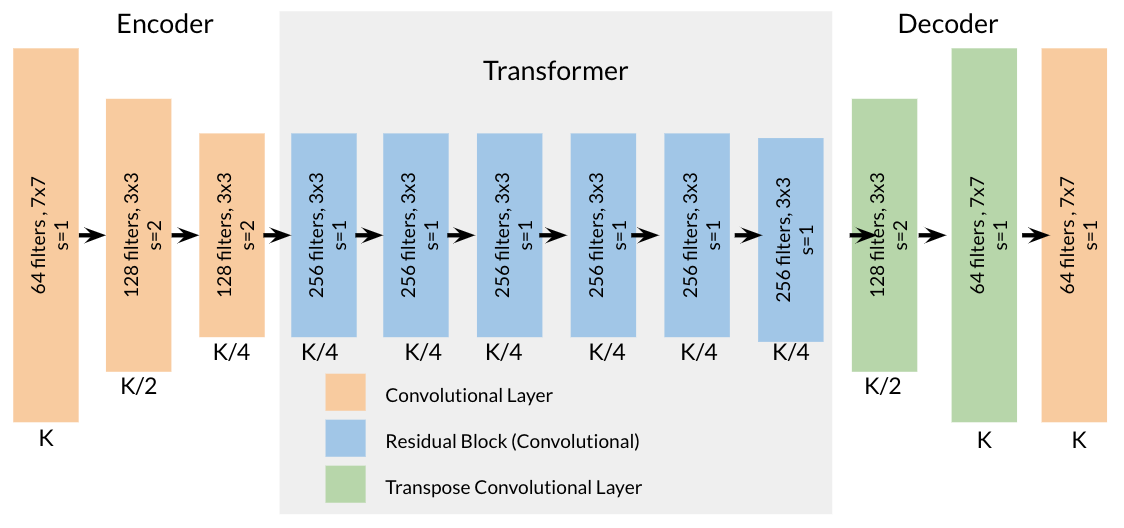 Encoder
Transformer
Decoder
64 filters , 7x7
s=1
K
128 filters, 3x3
s=2
K/2
128 filters, 3x3
s=2
K/4
256 filters, 3x3
s=1
K/4
256 filters, 3x3
s=1
K/4
256 filters, 3x3
s=1
K/4
256 filters, 3x3
s=1
K/4
256 filters, 3x3
s=1
K/4
256 filters, 3x3
s=1
K/4
128 filters, 3x3
s=2
K/2
64 filters , 7x7
s=1
K
64 filters , 7x7
s=1
K
Convolutional Layer
Residual Block (Convolutional)
Transpose Convolutional Layer